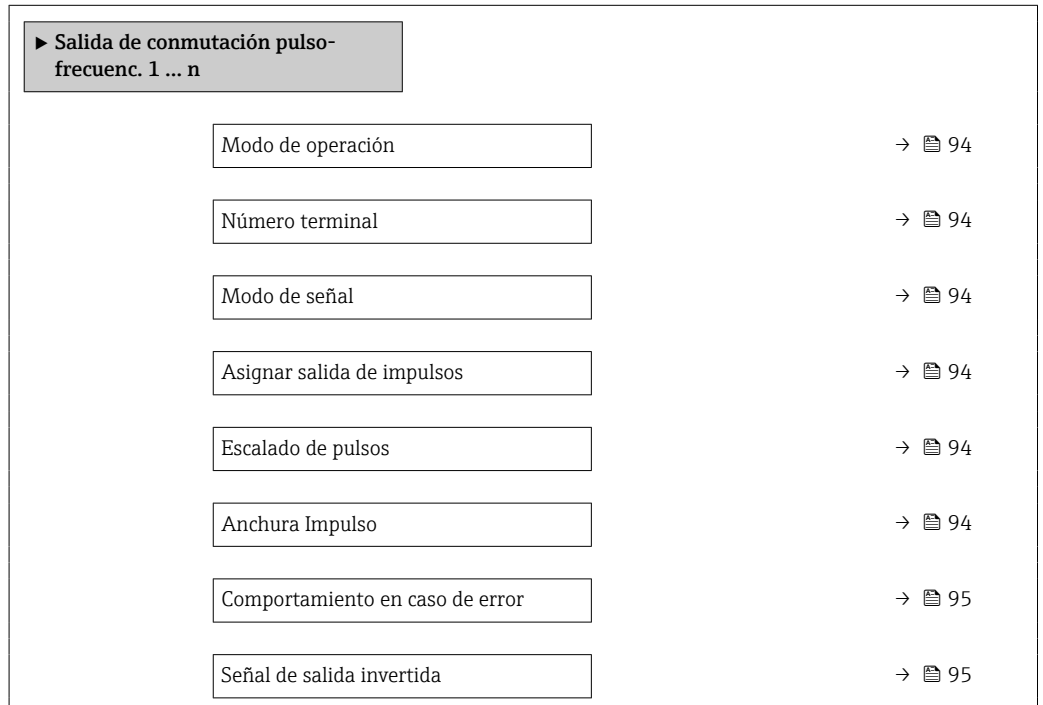 ▶ Salida de conmutación pulso-
frecuenc. 1 ... n
Modo de operación → 94
Número terminal → 94
Modo de señal → 94
Asignar salida de impulsos → 94
Escalado de pulsos → 94
Anchura Impulso → 94
Comportamiento en caso de error → 95
Señal de salida invertida → 95